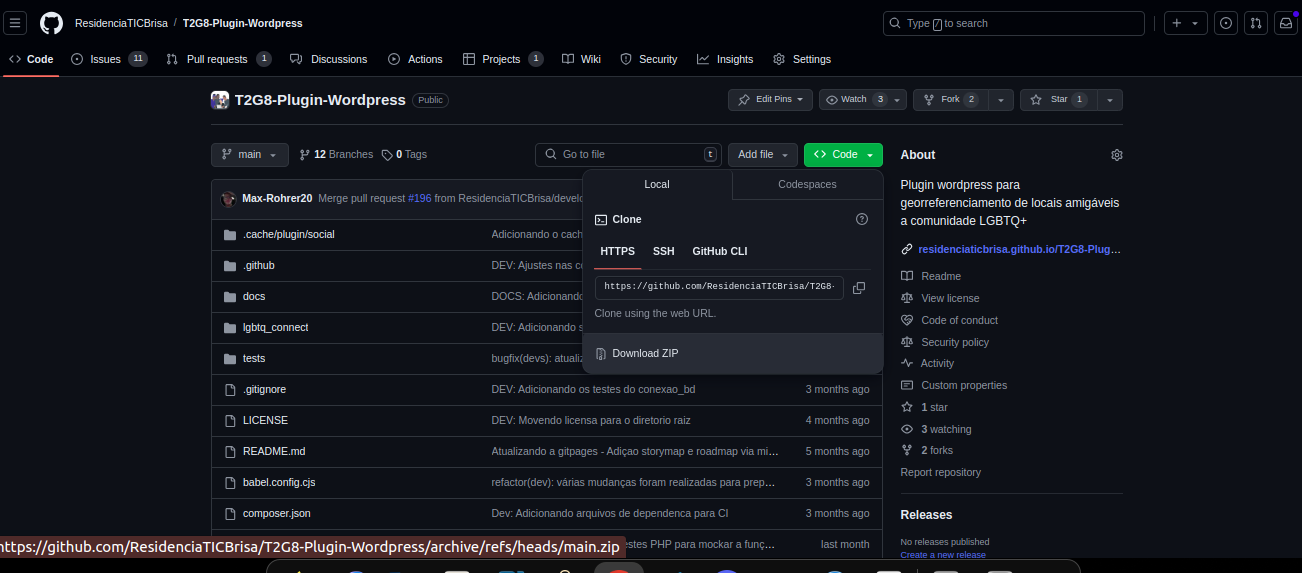 ResidenciaTICBrisa / T2G8-Plugin-Wordpress
Type / to search
Code Issues 11 Pull requests 1 Discussions Actions Projects 1 Wiki Security Insights Settings
T2G8-Plugin-Wordpress Public
Edit Pins Watch 3 Fork 2 Star 1
main 12 Branches 0 Tags
Go to file t
Add file
Code
Local Codespaces
Clone
HTTPS SSH GitHub CLI
https://github.com/ResidenciaTICBrisa/T2G8-
Clone using the web URL.
Download ZIP
Max-Rohrer20 Merge pull request #196 from ResidenciaTICBrisa/develo
.cache/plugin/social Adicionando o cach
.github DEV: Ajustes nas co
docs DOCS: Adicionando
lgbtq_connect DEV: Adicionando s
tests bugfix(devs): atualiz
.gitignore DEV: Adicionando os testes do conexao_bd 3 months ago
LICENSE DEV: Movendo licensa para o diretorio raiz 4 months ago
README.md Atualizando a gitpages - Adiçao storymap e roadmap via mi... 5 months ago
babel.config.cjs refactor(dev): várias mudanças foram realizadas para prep... 3 months ago
composer.json Dev: Adicionando arquivos de dependenca para CI 3 months ago
estes PHP para mockar a funç... last month
About
Plugin wordpress para
georreferenciamento de locais amigáveis
a comunidade LGBTQ+
residenciaticbrisa.github.io/T2G8-Plug...
Readme
View license
Code of conduct
Security policy
Activity
Custom properties
1 star
3 watching
2 forks
Report repository
Releases
No releases published
Create a new release
https://github.com/ResidenciaTICBrisa/T2G8-Plugin-Wordpress/archive/refs/heads/main.zip